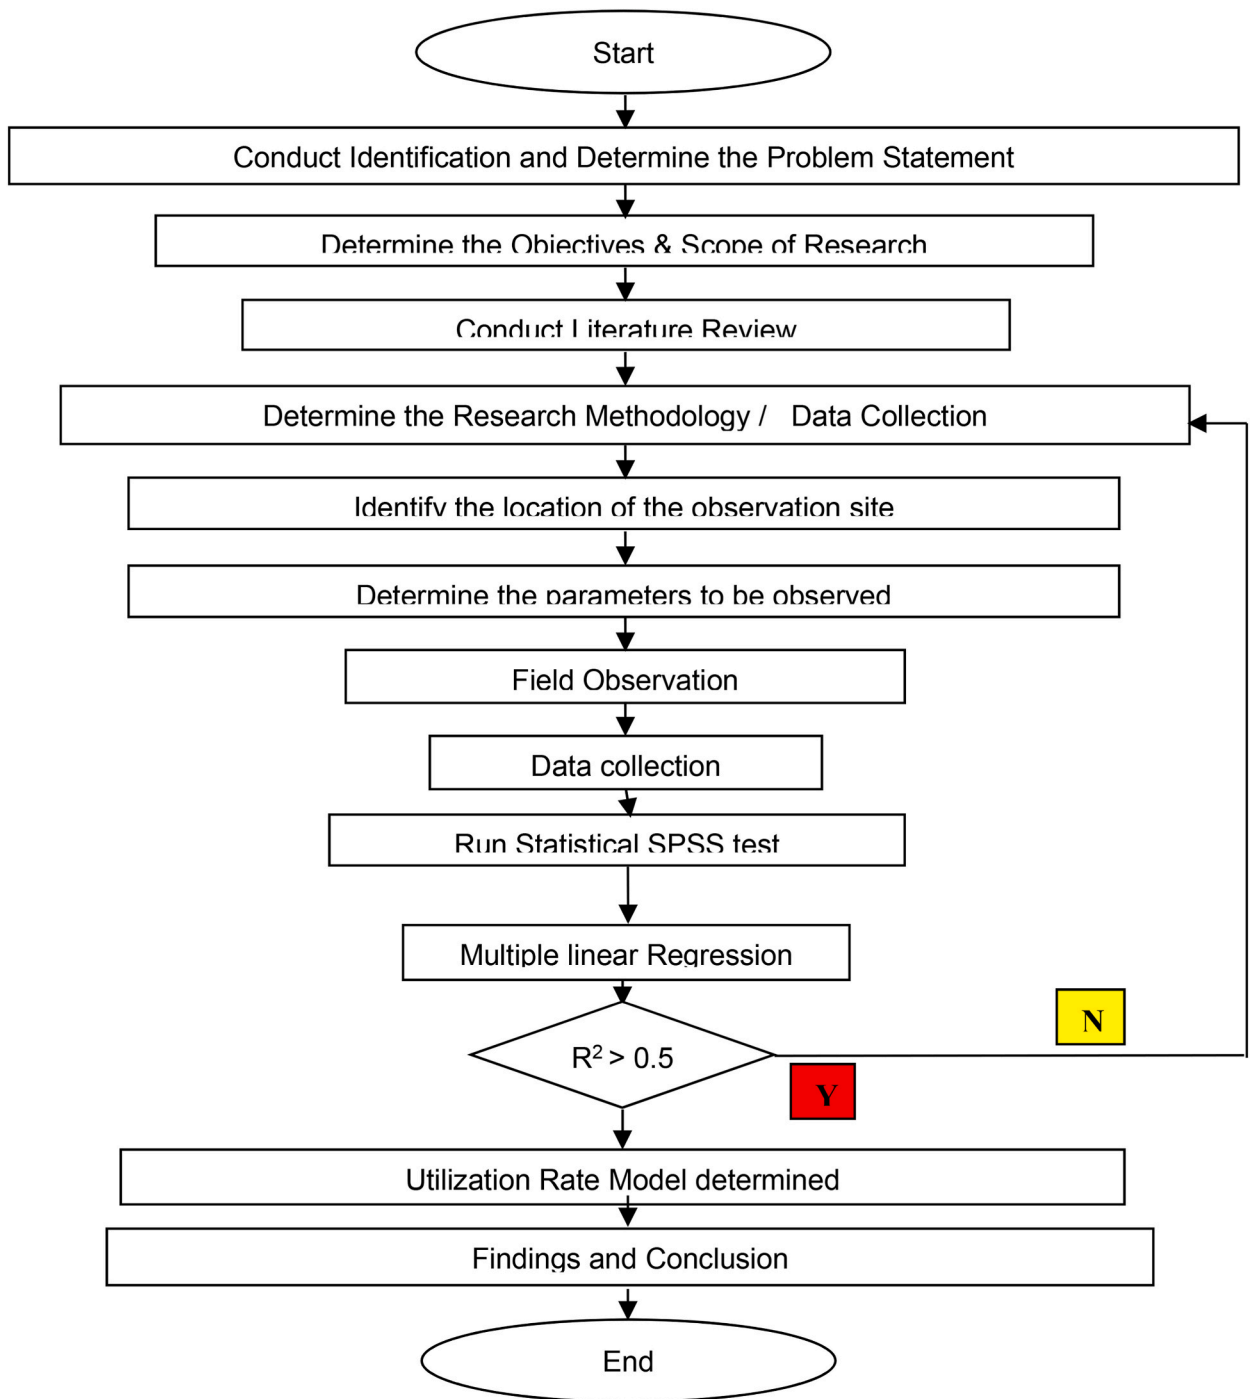 Start
Conduct Identification and Determine the Problem Statement
Determine the Objectives & Scope of Research
Conduct Literature Review
Determine the Research Methodology / Data Collection
Identify the location of the observation site
Determine the parameters to be observed
Field Observation
Data collection
Run Statistical SPSS test
Multiple linear Regression
N
R² > 0.5
Y
Utilization Rate Model determined
Findings and Conclusion
End